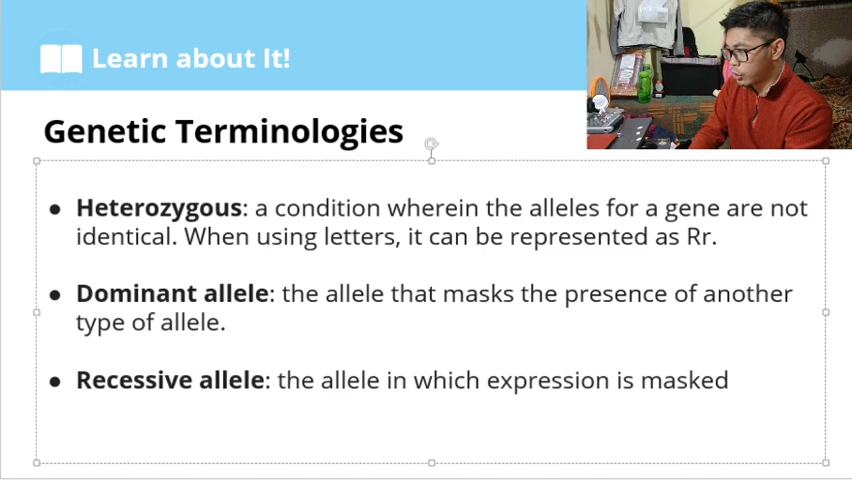 Learn about It!
Genetic Terminologies
● Heterozygous: a condition wherein the alleles for a gene are not
identical. When using letters, it can be represented as Rr.
● Dominant allele: the allele that masks the presence of another
type of allele.
● Recessive allele: the allele in which expression is masked